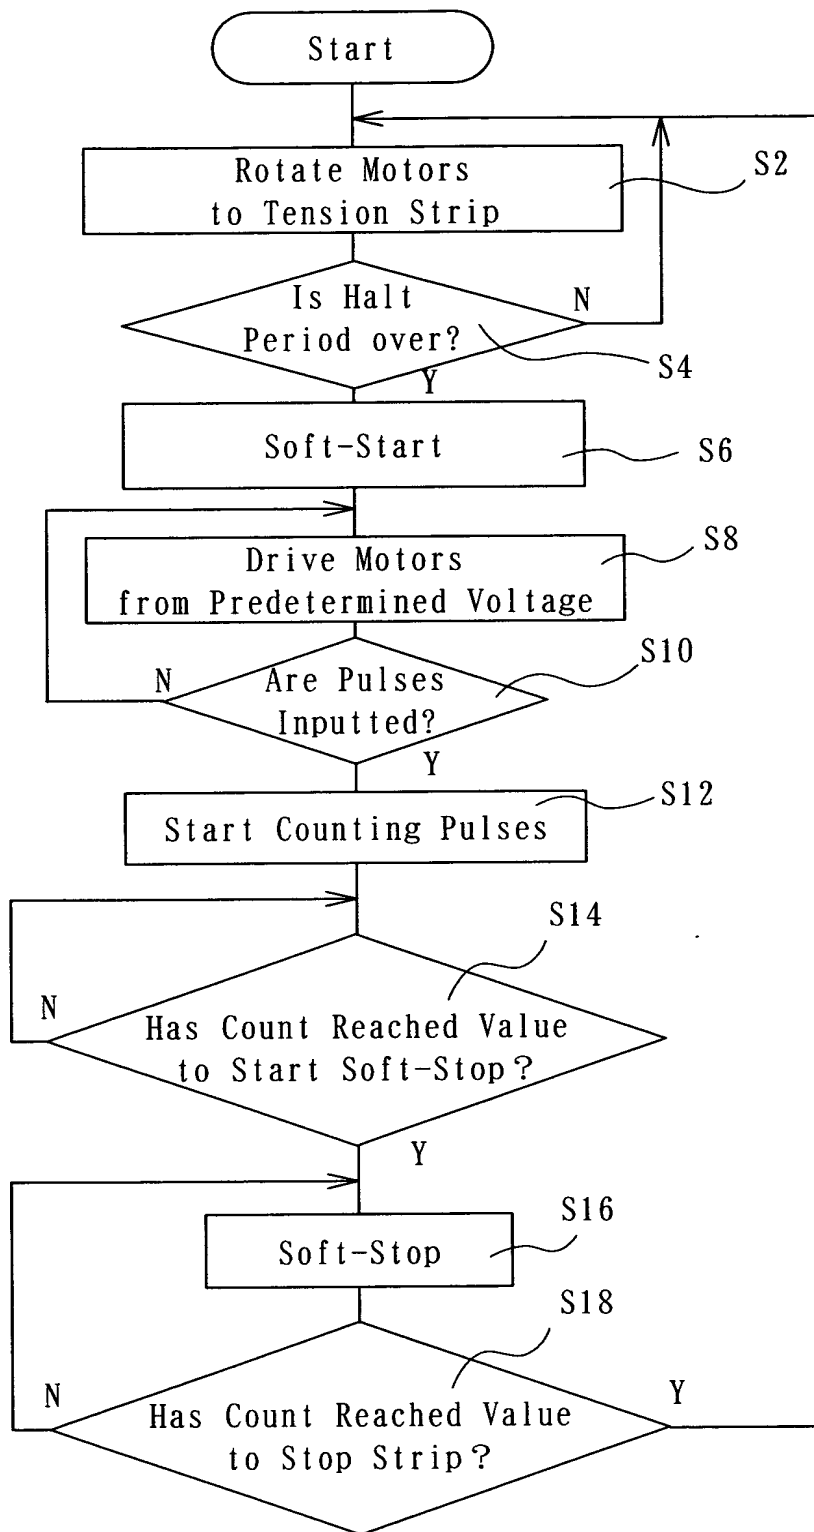 Start
Rotate Motors
to Tension Strip
S2
Is Halt
Period over?
N
S4
Y
Soft-Start
S6
Drive Motors
from Predetermined Voltage
S8
Are Pulses
Inputted?
N
S10
Y
Start Counting Pulses
S12
S14
N
Has Count Reached Value
to Start Soft-Stop?
Y
Soft-Stop
S16
S18
N
Y
Has Count Reached Value
to Stop Strip?